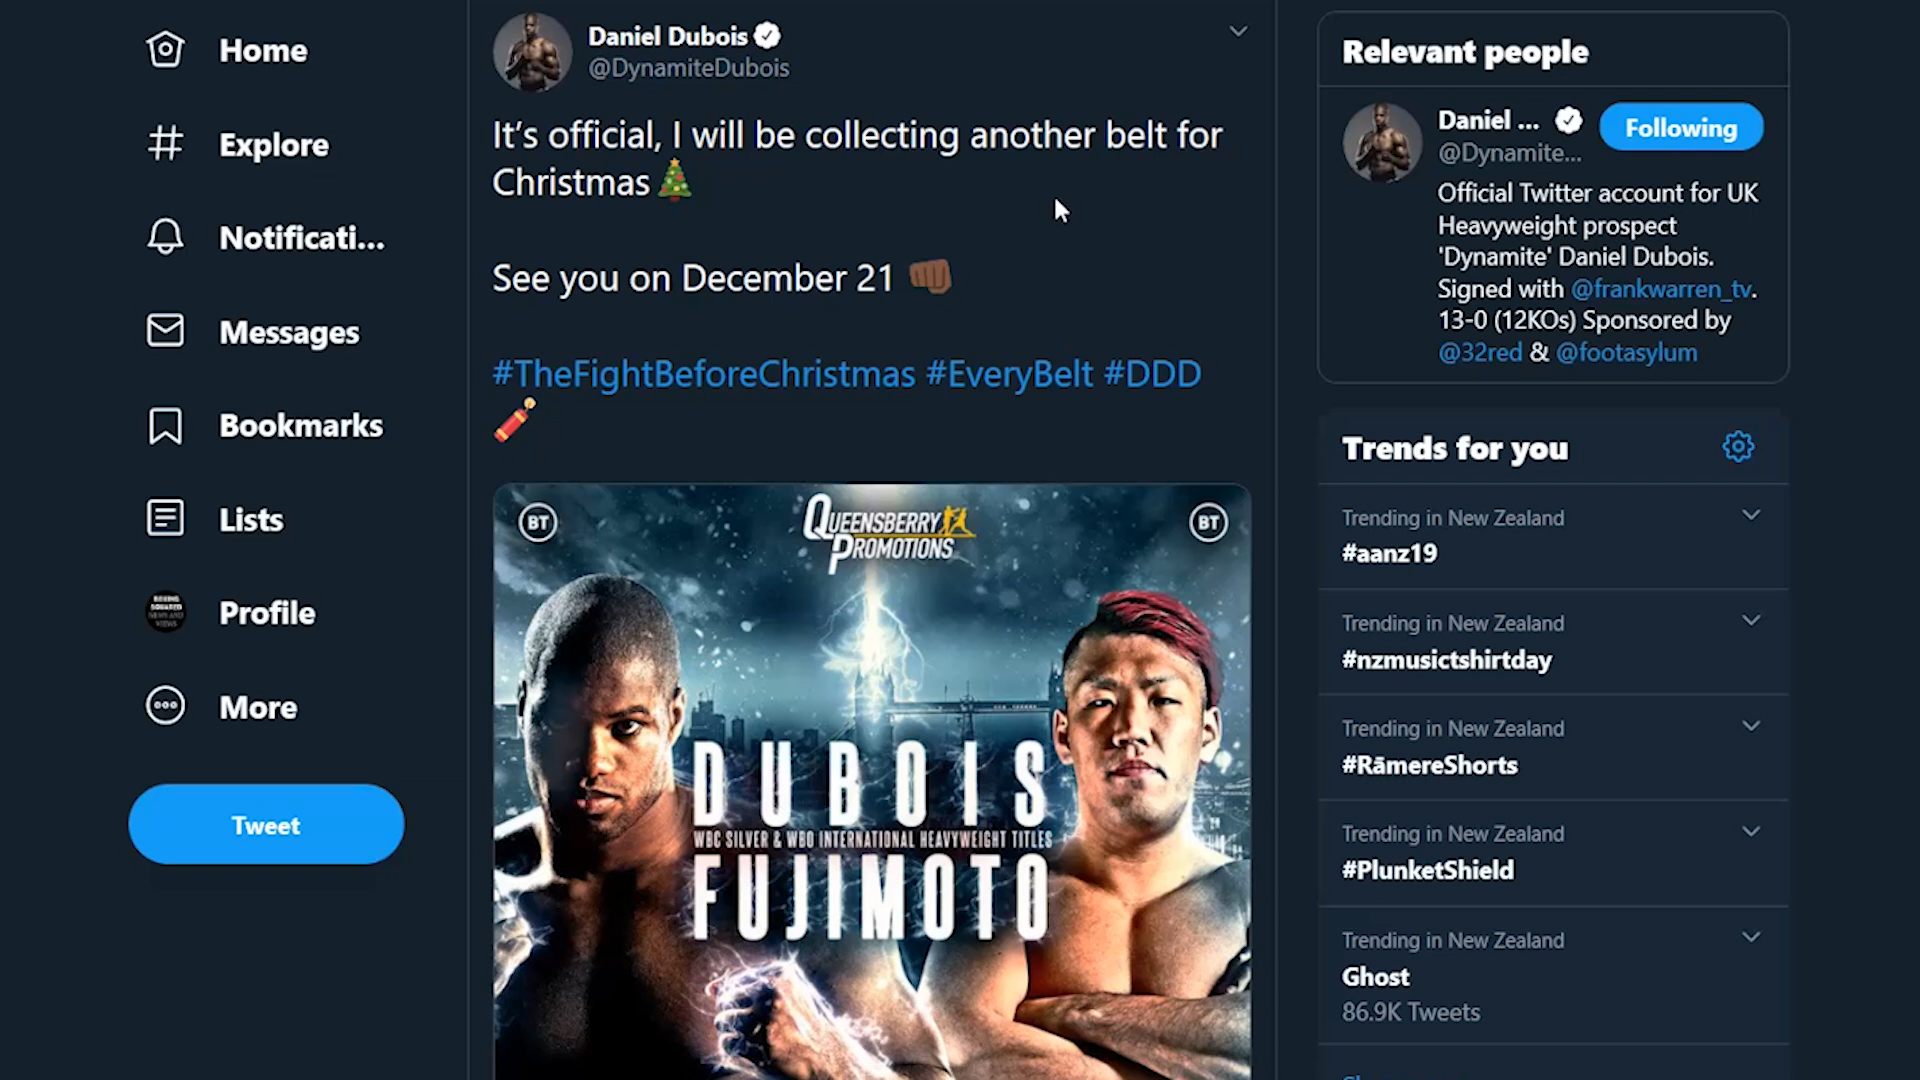 Home
Explore
Notificati...
Messages
Bookmarks
Lists
Profile
More
Tweet
Daniel Dubois
@DynamiteDubois
It's official, I will be collecting another belt for
Christmas🎄
See you on December 21 👊🏾
#TheFightBeforeChristmas #EveryBelt #DDD
🧨
BT
QUEENSBERRY
PROMOTIONS
BT
DUBOIS
WBC SILVER & WBO INTERNATIONAL HEAVYWEIGHT TITLES
FUJIMOTO
Relevant people
Daniel ...
Following
@Dynamite...
Official Twitter account for UK
Heavyweight prospect
'Dynamite' Daniel Dubois.
Signed with @frankwarren_tv.
13-0 (12KOs) Sponsored by
@32red & @footasylum
Trends for you
Trending in New Zealand
#aanz19
Trending in New Zealand
#nzmusictshirtday
Trending in New Zealand
#RāmereShorts
Trending in New Zealand
#PlunketShield
Trending in New Zealand
Ghost
86.9K Tweets